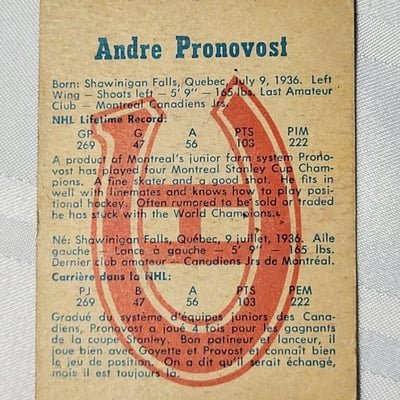 Andre Pronovost
Born: Shawinigan Falls, Quebec, July 9, 1936. Left
Wing — Shoots left — 5' 9" — 165 lbs. Last Amateur
Club — Montreal Canadiens Jrs.
NHL Lifetime Record:
GP G A PTS PIM
269 47 56 103 222
A product of Montreal's junior farm system Prono-
vost has played four Montreal Stanley Cup Cham-
pions. A fine skater and a good shot. He fits in
well with linemates and knows how to play posi-
tional hockey. Often rumored to be sold or traded
he has stuck with the World Champions.
Né: Shawinigan Falls, Québec, 9 juillet, 1936. Aile
gauche — Lance à gauche — 5' 9" — 165 lbs.
Dernier club amateur — Canadiens Jrs de Montréal.
Carrière dans la NHL:
PJ B A PTS PEM
269 47 56 103 222
Gradué du système d'équipes juniors des Cana-
diens, Pronovost a joué 4 fois pour les gagnants
de la coupe Stanley. Bon patineur et lanceur, il
joue bien avec Goyette et Provost et connaît bien
le jeu de position. On a dit qu'il serait échangé,
mais il est toujours là.